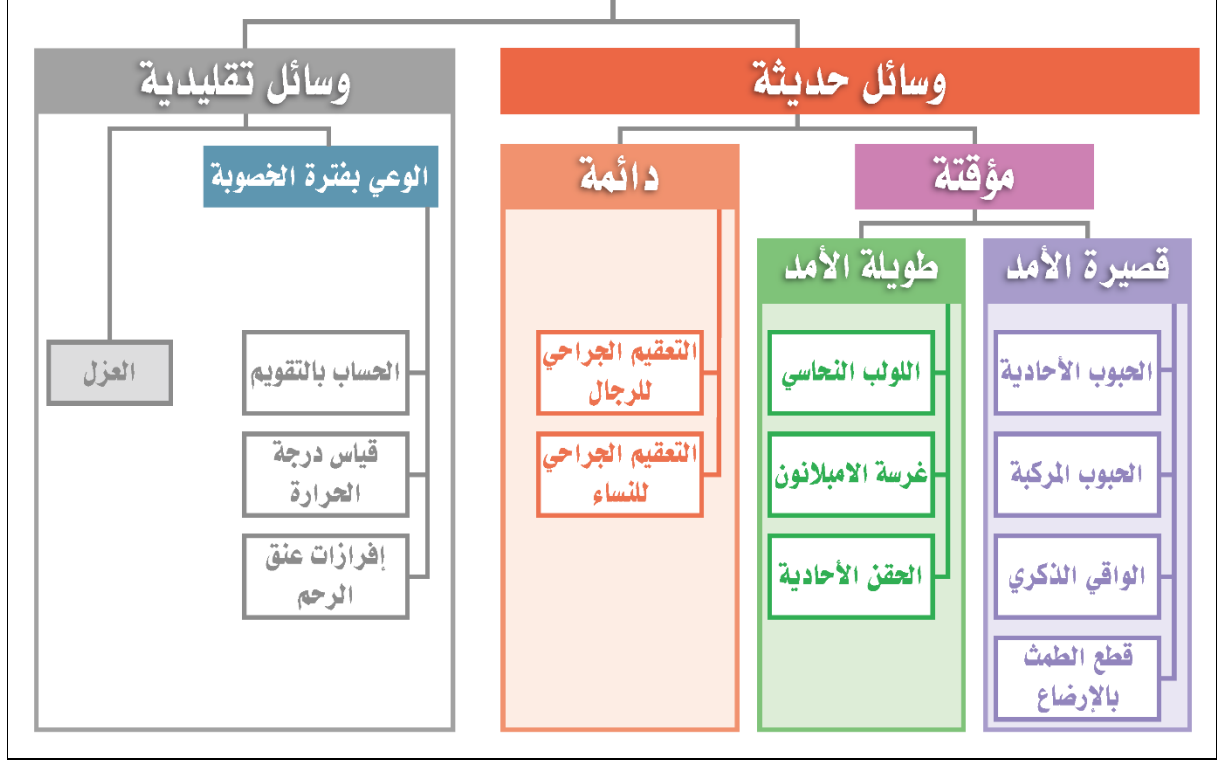 وسائل حديثة
وسائل تقليدية
مؤقتة
دائمة
الوعي بفترة الخصوبة
قصيرة الأمد
طويلة الأمد
الحبوب الأحادية
الحبوب المركبة
الواقي الذكري
قطع الطمث
بالإرضاع
اللولب النحاسي
غرسة الامبلانون
الحقن الأحادية
التعقيم الجراحي
للرجال
التعقيم الجراحي
للنساء
الحساب بالتقويم
قياس درجة
الحرارة
إفرازات عنق
الرحم
العزل